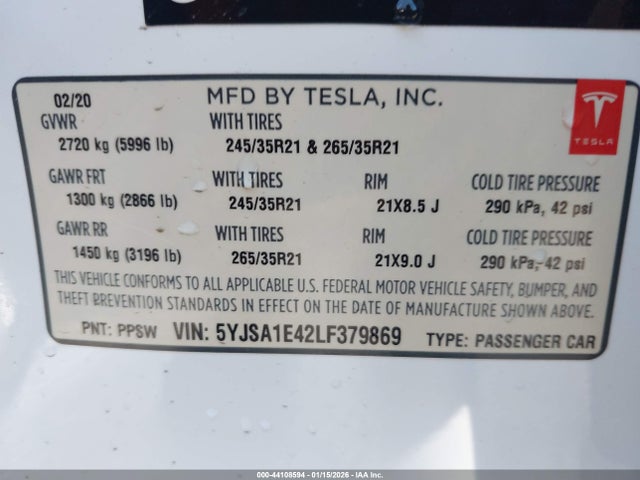 02/20 MFD BY TESLA, INC.
GVWR WITH TIRES
2720 kg (5996 lb) 245/35R21 & 265/35R21
TESLA
GAWR FRT WITH TIRES RIM COLD TIRE PRESSURE
1300 kg (2866 lb) 245/35R21 21X8.5 J 290 kPa, 42 psi
GAWR RR WITH TIRES RIM COLD TIRE PRESSURE
1450 kg (3196 lb) 265/35R21 21X9.0 J 290 kPa, 42 psi
THIS VEHICLE CONFORMS TO ALL APPLICABLE U.S. FEDERAL MOTOR VEHICLE SAFETY, BUMPER, AND
THEFT PREVENTION STANDARDS IN EFFECT ON THE DATE OF MANUFACTURE SHOWN ABOVE.
PNT: PPSW VIN: 5YJSA1E42LF379869 TYPE: PASSENGER CAR
000-44108594 - 01/15/2026 - IAA Inc.